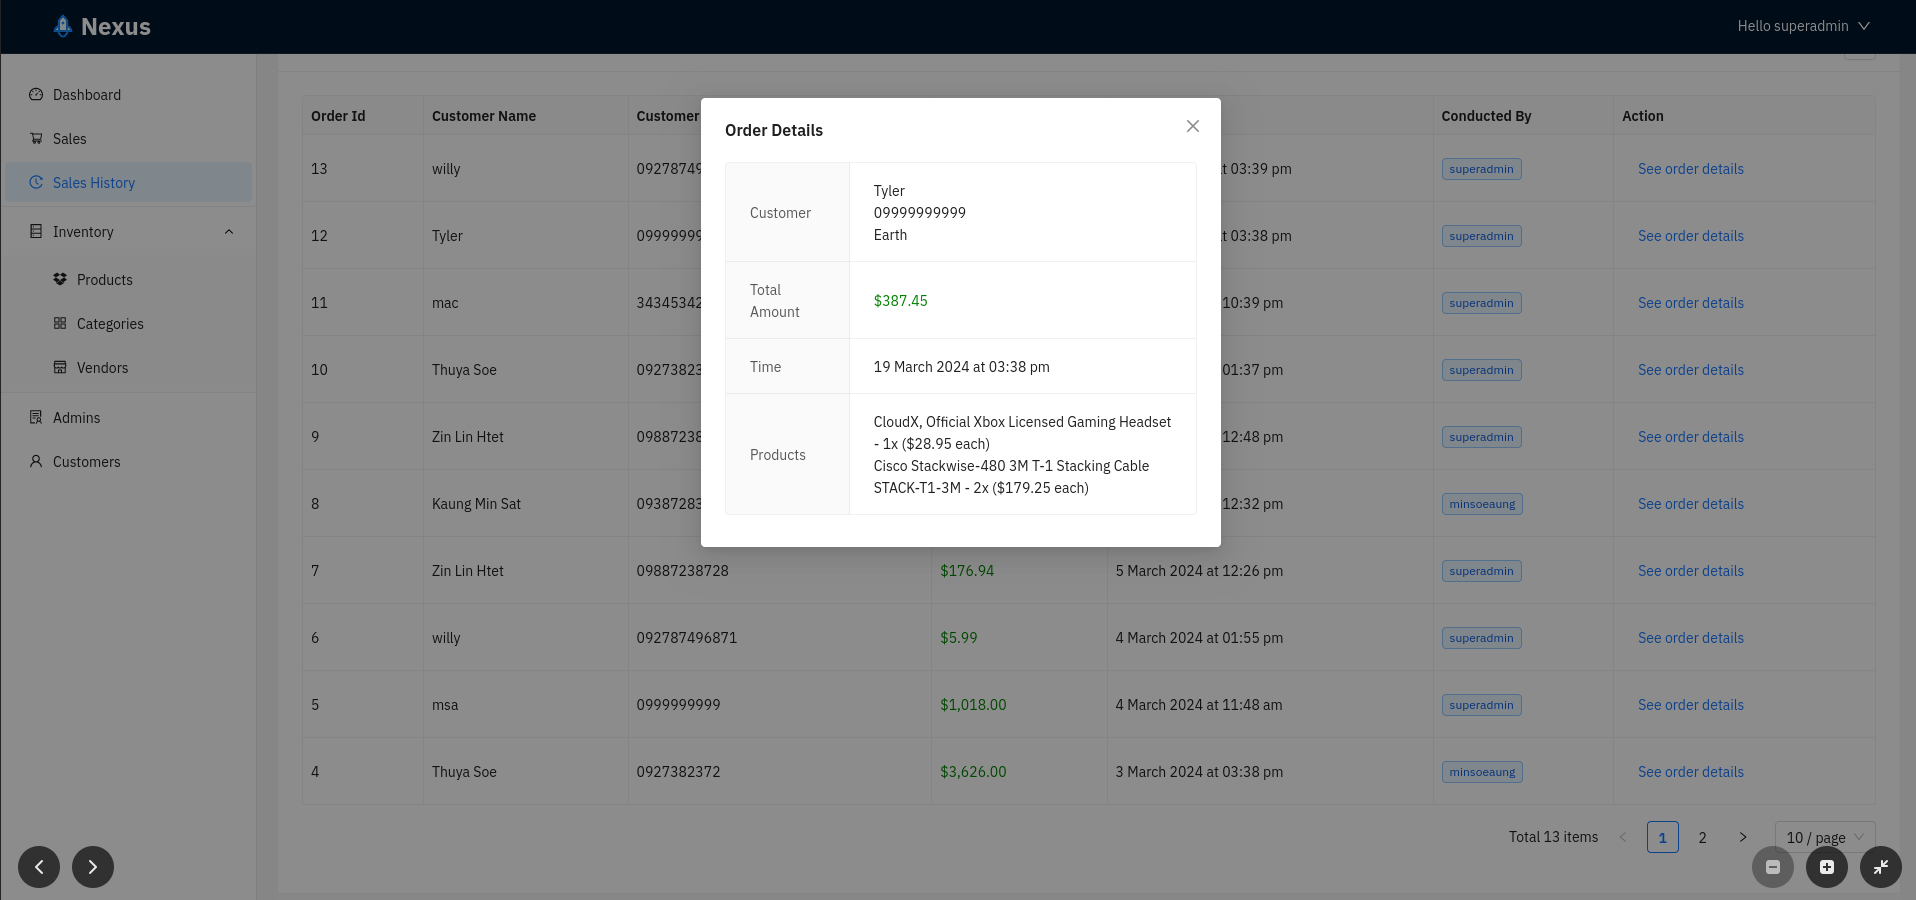 Nexus
Hello superadmin
Dashboard
Sales
Sales History
Inventory
Products
Categories
Vendors
Admins
Customers
Order Id Customer Name Customer Conducted By Action
13 willy 09278749 t 03:39 pm superadmin See order details
12 Tyler 09999999 t 03:38 pm superadmin See order details
11 mac 34345342 10:39 pm superadmin See order details
10 Thuya Soe 09273823 01:37 pm superadmin See order details
9 Zin Lin Htet 09887238 12:48 pm superadmin See order details
8 Kaung Min Sat 09387283 12:32 pm minsoeaung See order details
7 Zin Lin Htet 09887238728 $176.94 5 March 2024 at 12:26 pm superadmin See order details
6 willy 092787496871 $5.99 4 March 2024 at 01:55 pm superadmin See order details
5 msa 0999999999 $1,018.00 4 March 2024 at 11:48 am superadmin See order details
4 Thuya Soe 0927382372 $3,626.00 3 March 2024 at 03:38 pm minsoeaung See order details
Total 13 items 1 2 10 / page
Order Details
Customer
Tyler
09999999999
Earth
Total
Amount
$387.45
Time
19 March 2024 at 03:38 pm
Products
CloudX, Official Xbox Licensed Gaming Headset
- 1x ($28.95 each)
Cisco Stackwise-480 3M T-1 Stacking Cable
STACK-T1-3M - 2x ($179.25 each)